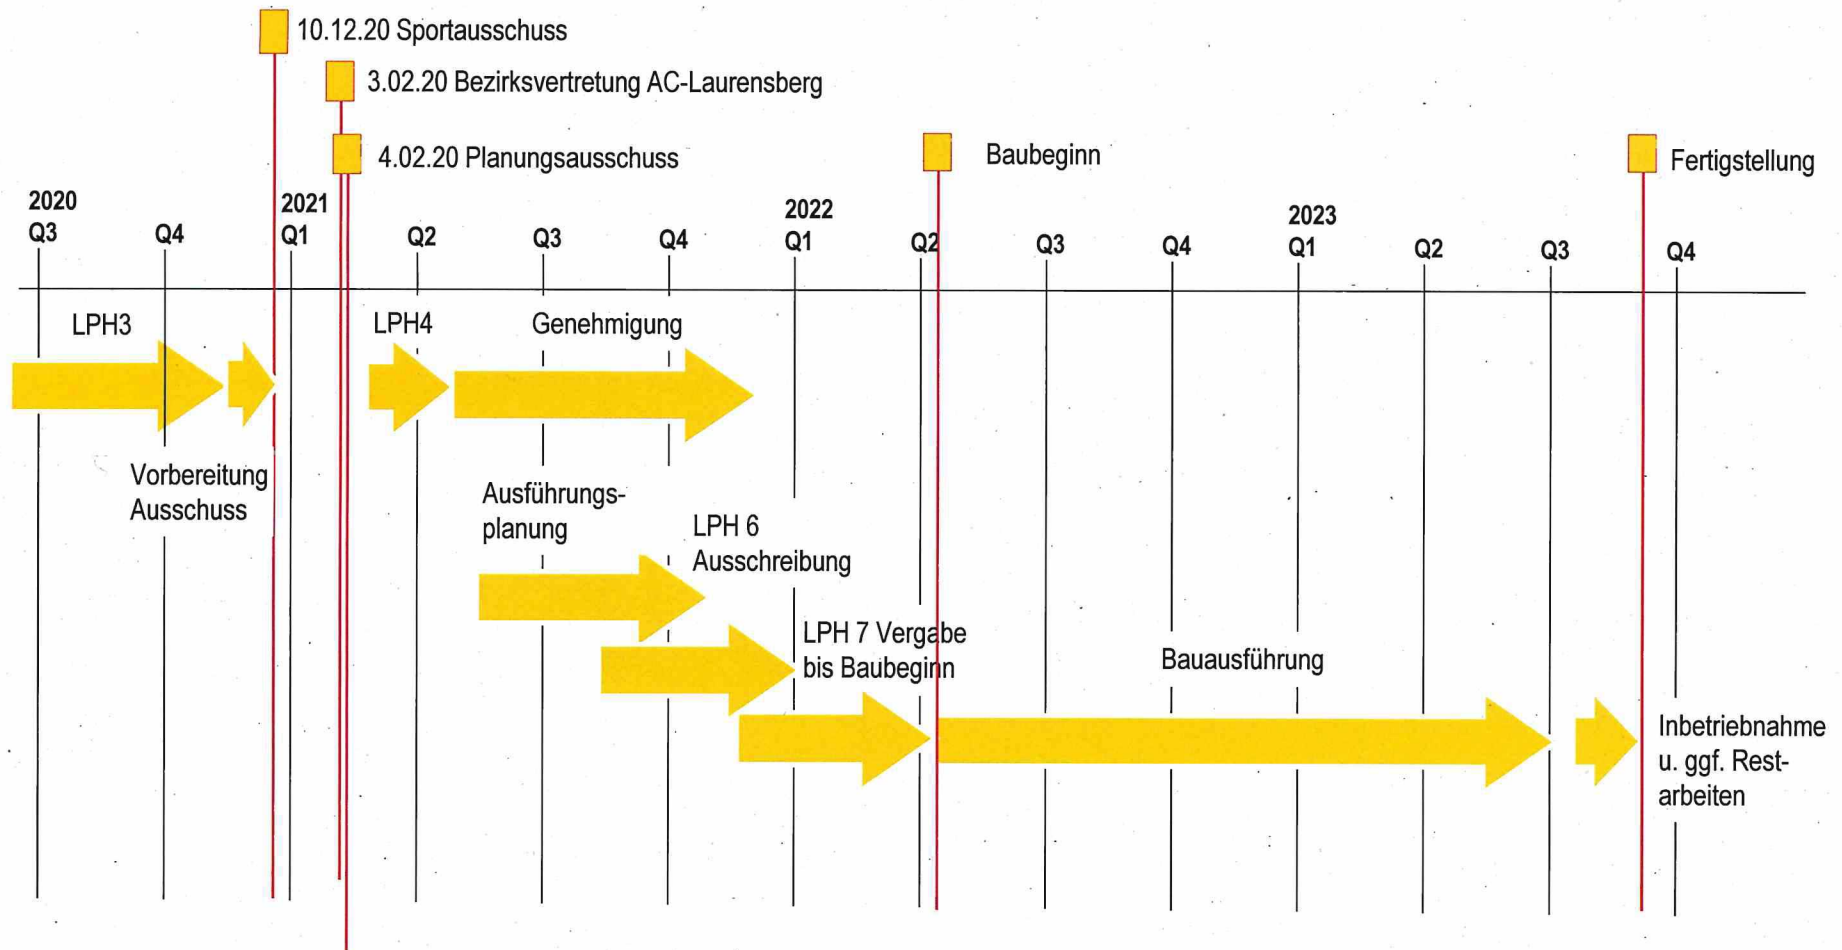 10.12.20 Sportausschuss
3.02.20 Bezirksvertretung AC-Laurensberg
4.02.20 Planungsausschuss
Baubeginn
Fertigstellung
2020
Q3
Q4
2021
Q1
Q2
Q3
Q4
2022
Q1
Q2
Q3
Q4
2023
Q1
Q2
Q3
Q4
LPH3
LPH4
Genehmigung
Vorbereitung
Ausschuss
Ausführungs-
planung
LPH 6
Ausschreibung
LPH 7 Vergabe
bis Baubeginn
Bauausführung
Inbetriebnahme
u. ggf. Rest-
arbeiten